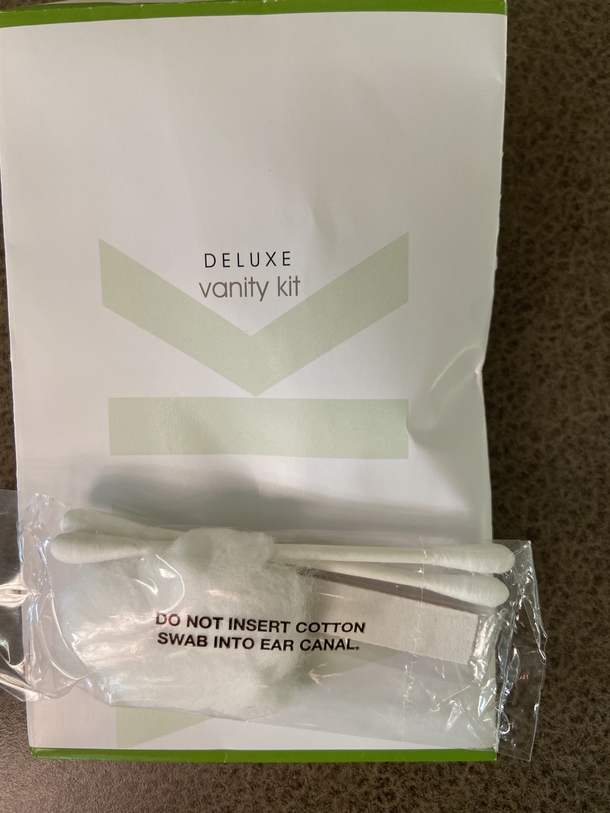 DELUXE
vanity kit
DO NOT INSERT COTTON
SWAB INTO EAR CANAL.